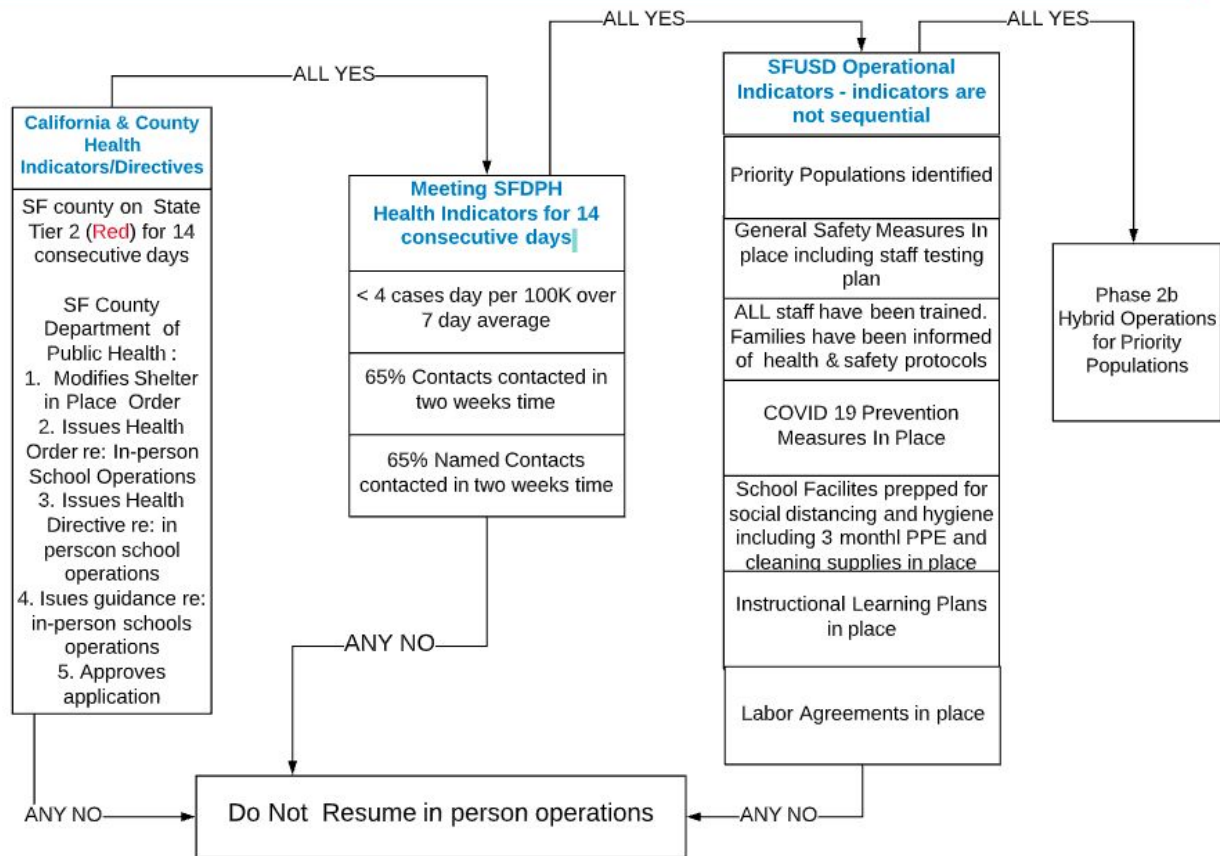 ALL YES
ALL YES
ALL YES
California & County
Health
Indicators/Directives
SF county on State
Tier 2 (Red) for 14
consecutive days
SF County
Department of
Public Health :
1. Modifies Shelter
in Place Order
2. Issues Health
Order re: In-person
School Operations
3. Issues Health
Directive re: in
perscon school
operations
4. Isues guidance re:
in-person schools
operations
5. Approves
application
ANY NO
Meeting SFDPH
Health Indicators for 14
consecutive days
< 4 cases day per 100K over
7 day average
65% Contacts contacted in
two weeks time
65% Named Contacts
contacted in two weeks time
ANY NO
SFUSD Operational
Indicators - indicators are
not sequential
Priority Populations identified
General Safety Measures In
place including staff testing
plan
ALL staff have been trained.
Families have been informed
of health & safety protocols
COVID 19 Prevention
Measures In Place
School Facilites prepped for
social distancing and hygiene
including 3 monthl PPE and
cleaning supplies in place
Instructional Learning Plans
in place
Labor Agreements in place
ANY NO
Phase 2b
Hybrid Operations
for Priority
Populations
Do Not Resume in person operations